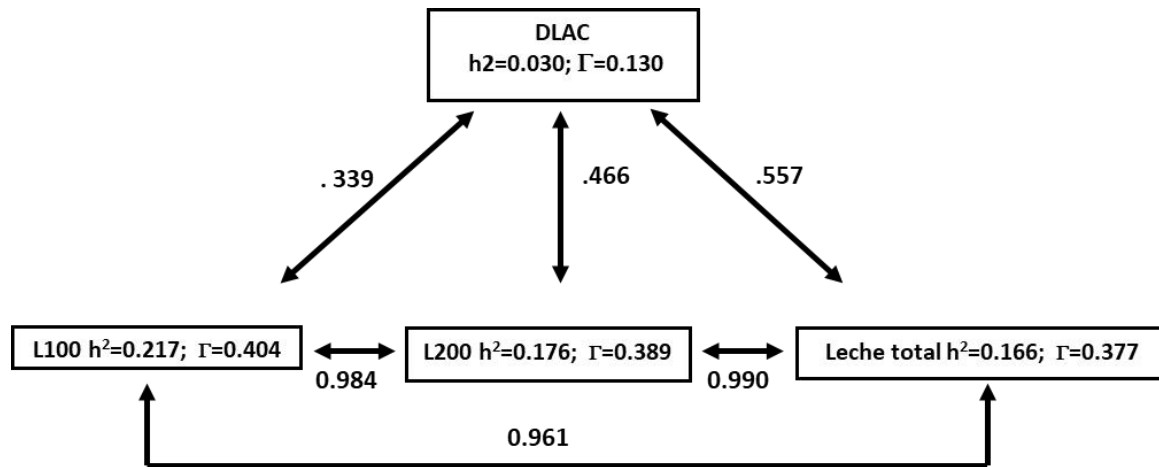 DLAC
h2=0.030; Γ=0.130
. 339
.466
.557
L100 h²=0.217; Γ=0.404
L200 h²=0.176; Γ=0.389
Leche total h²=0.166; Γ=0.377
0.984
0.990
0.961